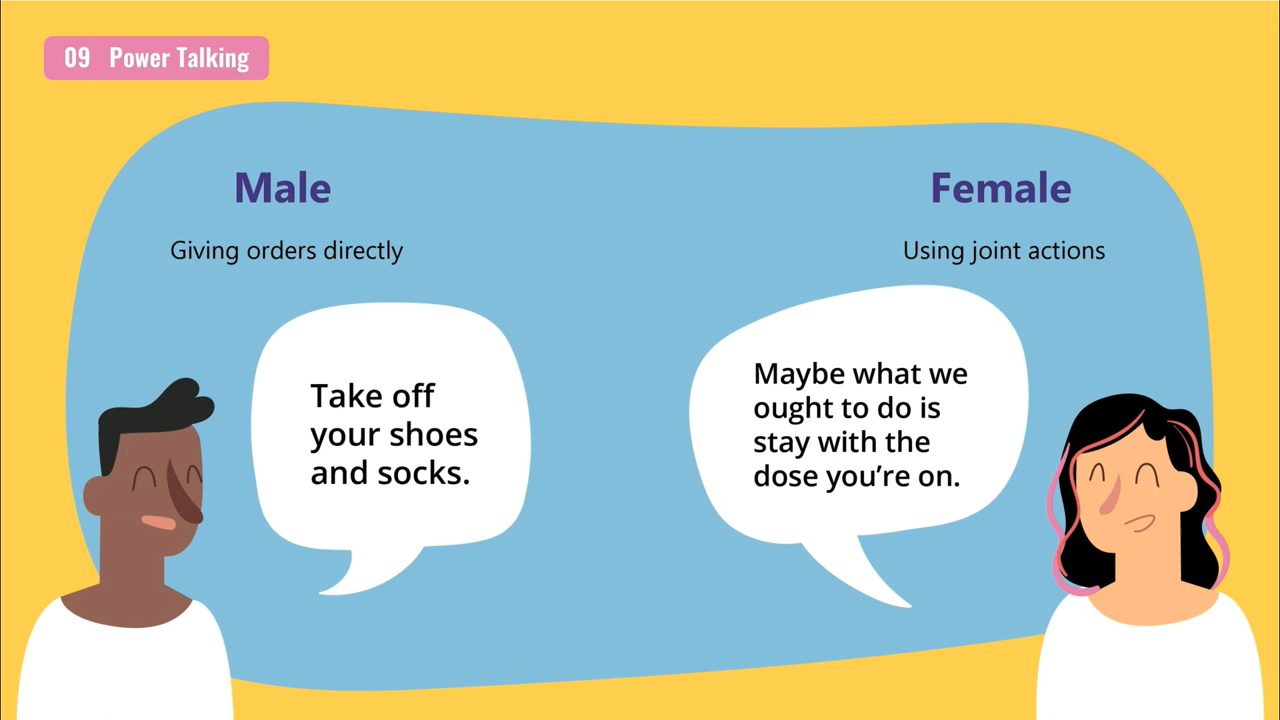 09 Power Talking
Male
Giving orders directly
Take off
your shoes
and socks.
Female
Using joint actions
Maybe what we
ought to do is
stay with the
dose you’re on.